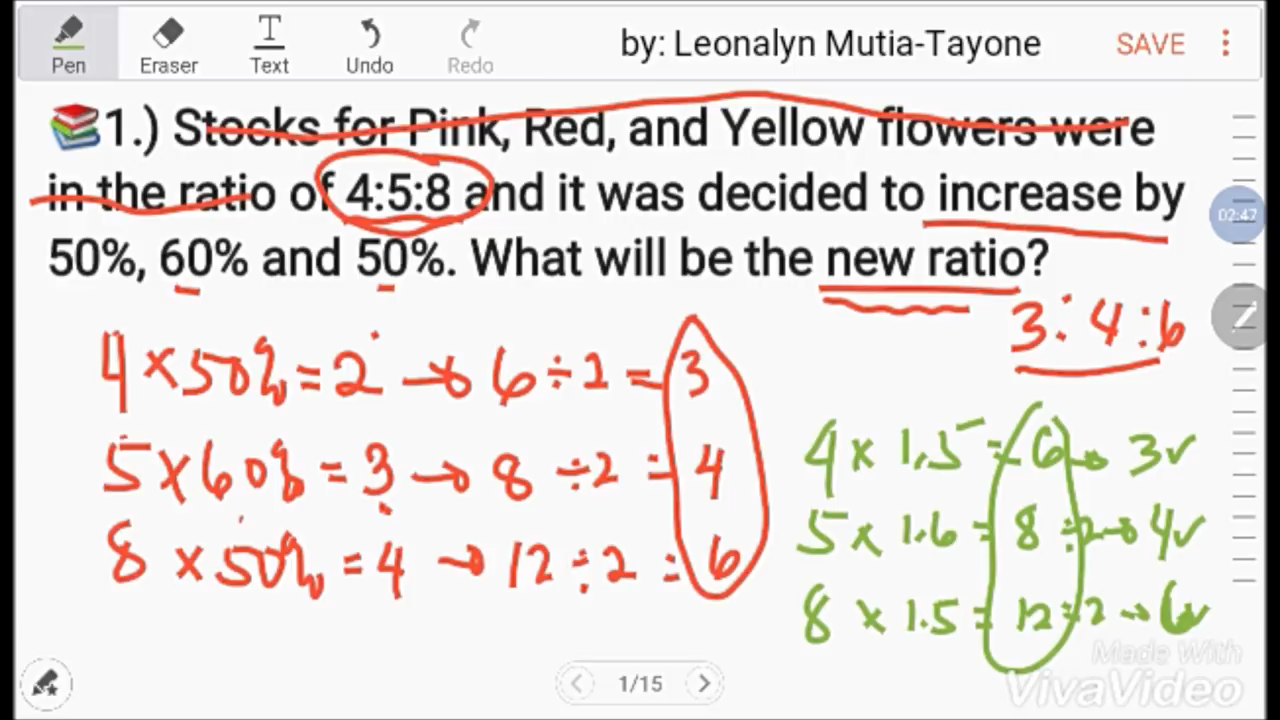 Pen Eraser Text Undo Redo by: Leonalyn Mutia-Tayone SAVE
1.) Stocks for Pink, Red, and Yellow flowers were
in the ratio of 4:5:8 and it was decided to increase by
02:47
50%, 60% and 50%. What will be the new ratio?
3:4:6
4 × 50% = 2 → 6 ÷ 2 = 3
5 × 60% = 3 → 8 ÷ 2 = 4
8 × 50% = 4 → 12 ÷ 2 = 6
4 × 1.5 = 6 → 3✓
5 × 1.6 = 8 ÷ 2 → 4✓
8 × 1.5 = 12 ÷ 2 → 6✓
1/15
Made With
VivaVideo